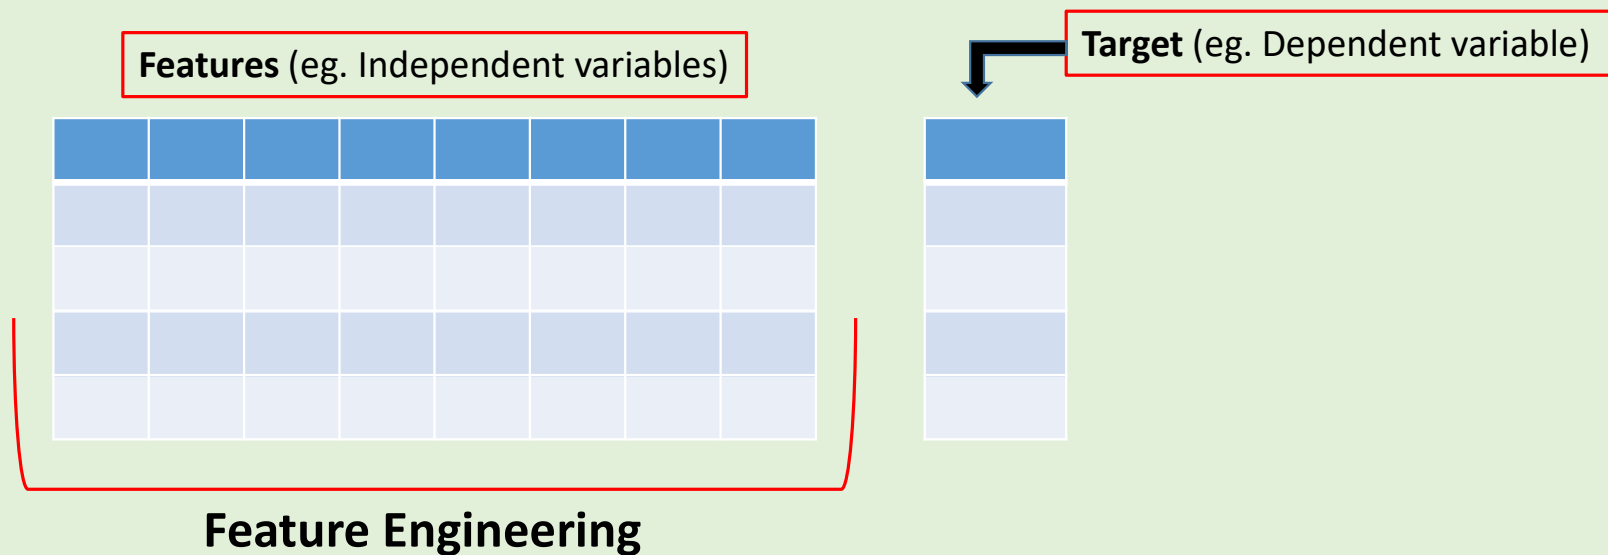 Features (eg. Independent variables)
Target (eg. Dependent variable)
Feature Engineering